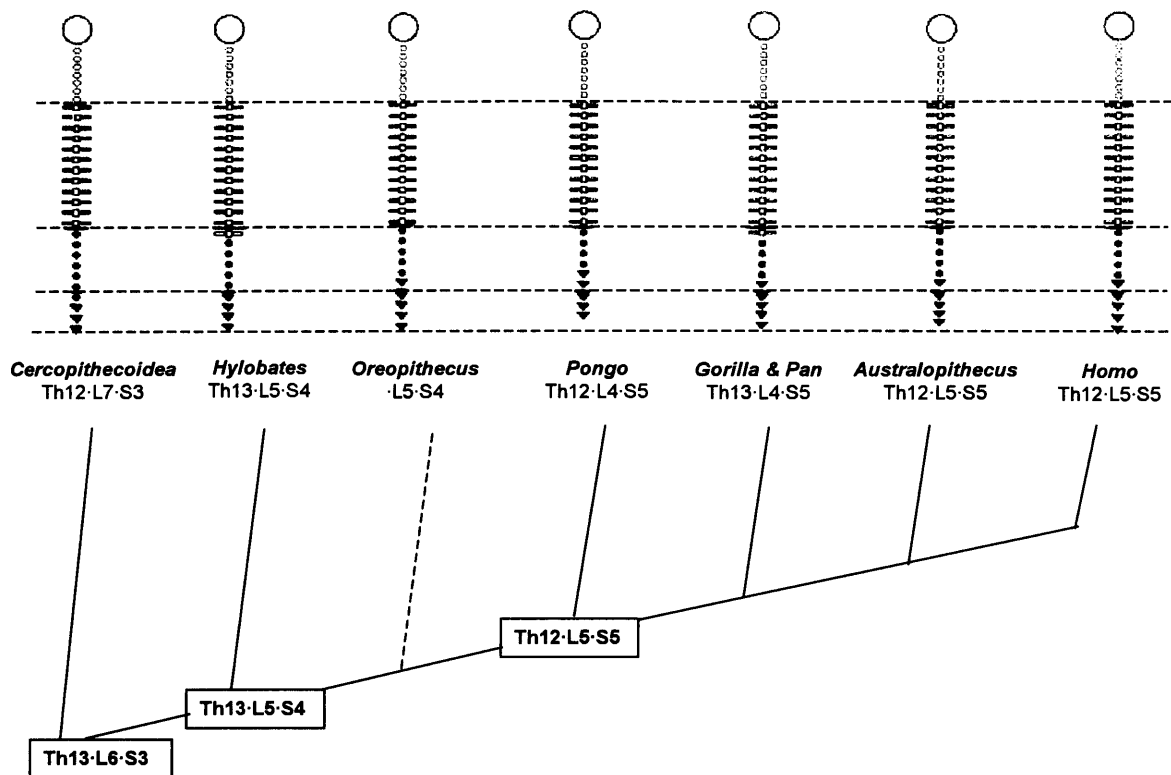 Cercopithecoidea Hylobates Oreopithecus Pongo Gorilla & Pan Australopithecus Homo
Th12·L7·S3 Th13·L5·S4 ·L5·S4 Th12·L4·S5 Th13·L4·S5 Th12·L5·S5 Th12·L5·S5
Th12·L5·S5
Th13·L5·S4
Th13·L6·S3